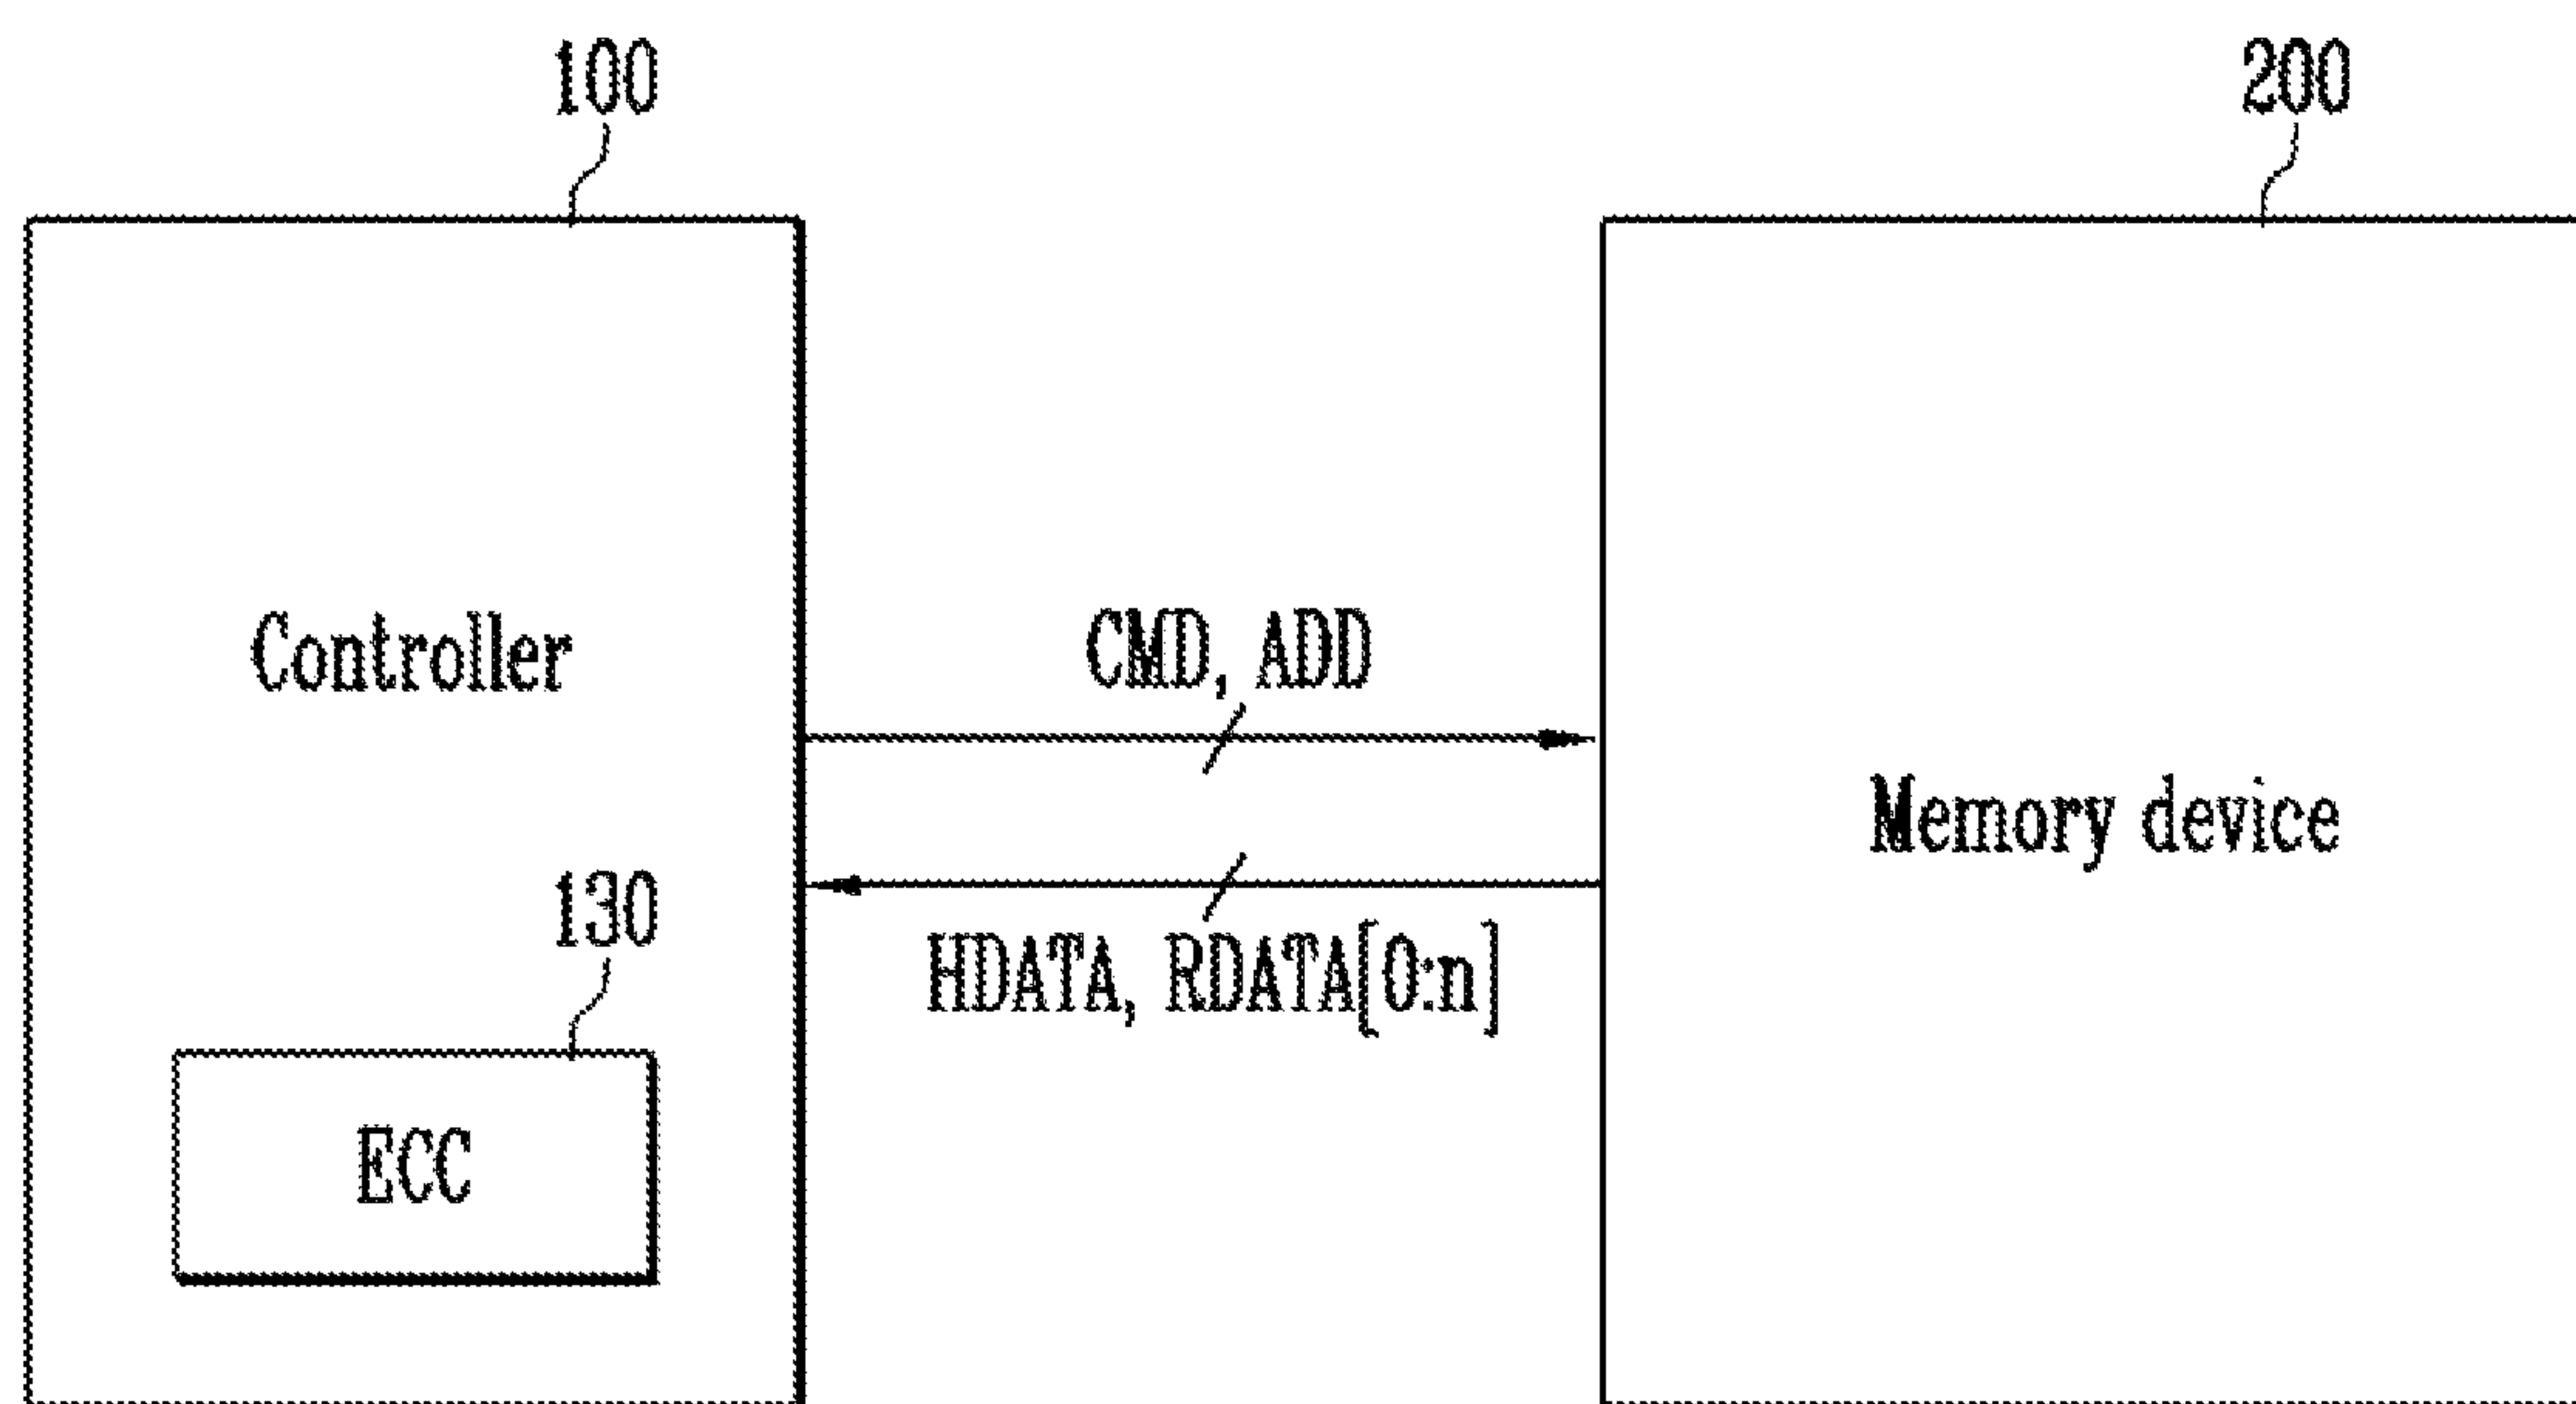 100
200
Controller
CMD, ADD
Memory device
130
HDATA, RDATA[0:n]
ECC